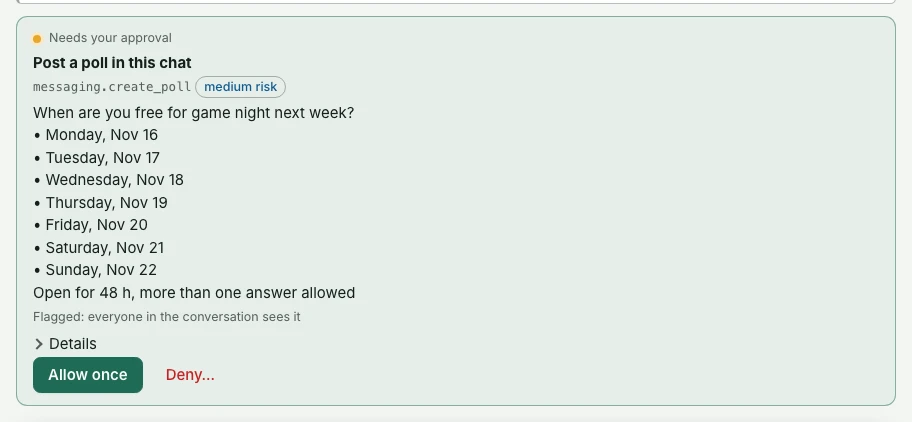 Needs your approval
Post a poll in this chat
messaging.create_poll medium risk
When are you free for game night next week?
• Monday, Nov 16
• Tuesday, Nov 17
• Wednesday, Nov 18
• Thursday, Nov 19
• Friday, Nov 20
• Saturday, Nov 21
• Sunday, Nov 22
Open for 48 h, more than one answer allowed
Flagged: everyone in the conversation sees it
Details
Allow once Deny...